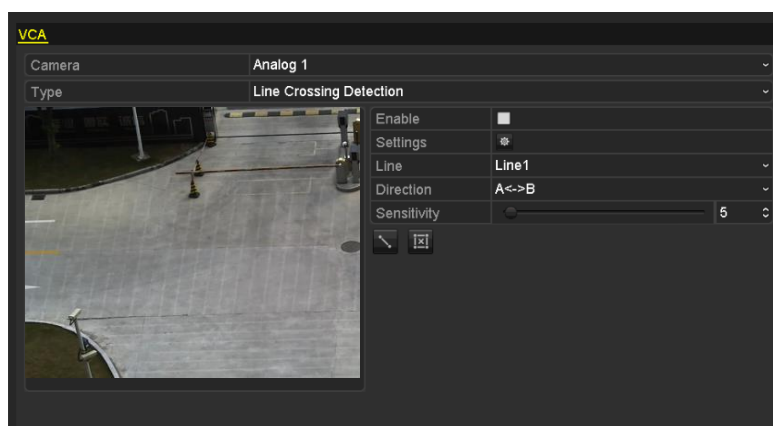 VCA
Camera Analog 1
Type Line Crossing Detection
Enable
Settings
Line Line1
Direction A<->B
Sensitivity 5